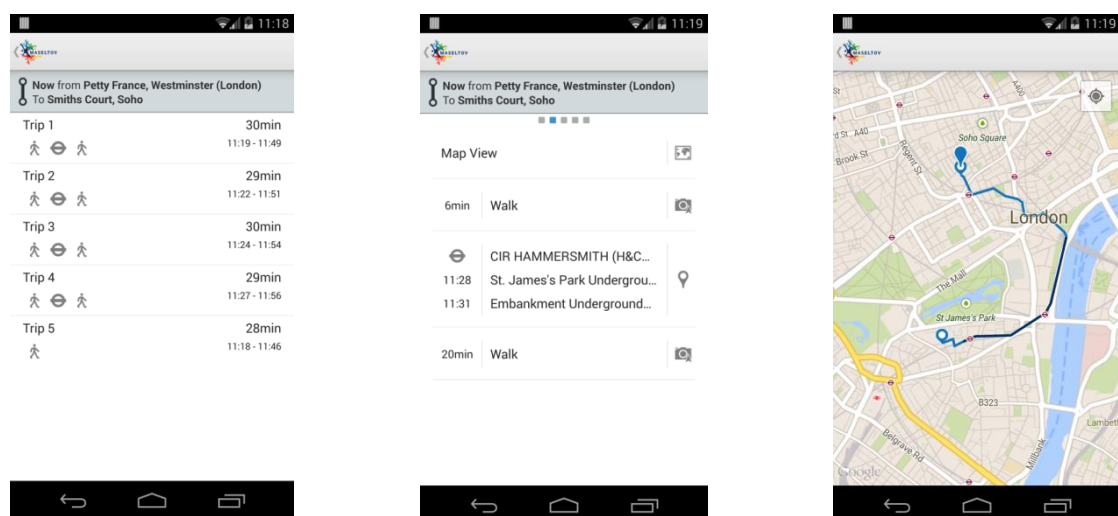 11:18
MASELTOV
Now from Petty France, Westminster (London)
To Smiths Court, Soho
Trip 1 30min
11:19 - 11:49
Trip 2 29min
11:22 - 11:51
Trip 3 30min
11:24 - 11:54
Trip 4 29min
11:27 - 11:56
Trip 5 28min
11:18 - 11:46
11:19
MASELTOV
Now from Petty France, Westminster (London)
To Smiths Court, Soho
Map View
6min Walk
CIR HAMMERSMITH (H&C...
11:28 St. James's Park Undergrou...
11:31 Embankment Underground...
20min Walk
11:19
MASELTOV
St
A400
rd St A40
Soho Square
Brook St
Regent St
London
The Mall
St James's Park
B323
Lambet
Belgrave Rd
Millbank
Google